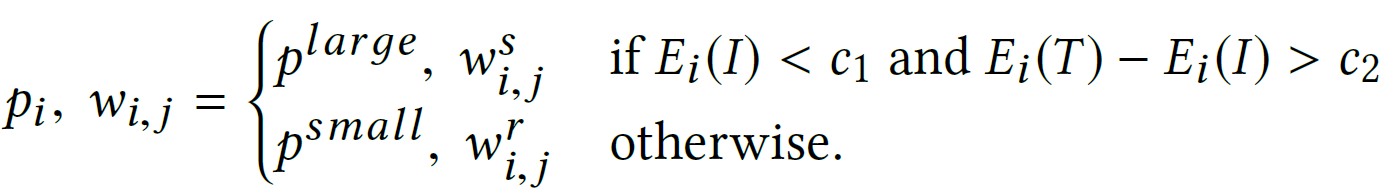 p_i, w_{i,j} = { p^{large}, w^s_{i,j} if E_i(I) < c_1 and E_i(T) − E_i(I) > c_2
p^{small}, w^r_{i,j} otherwise.